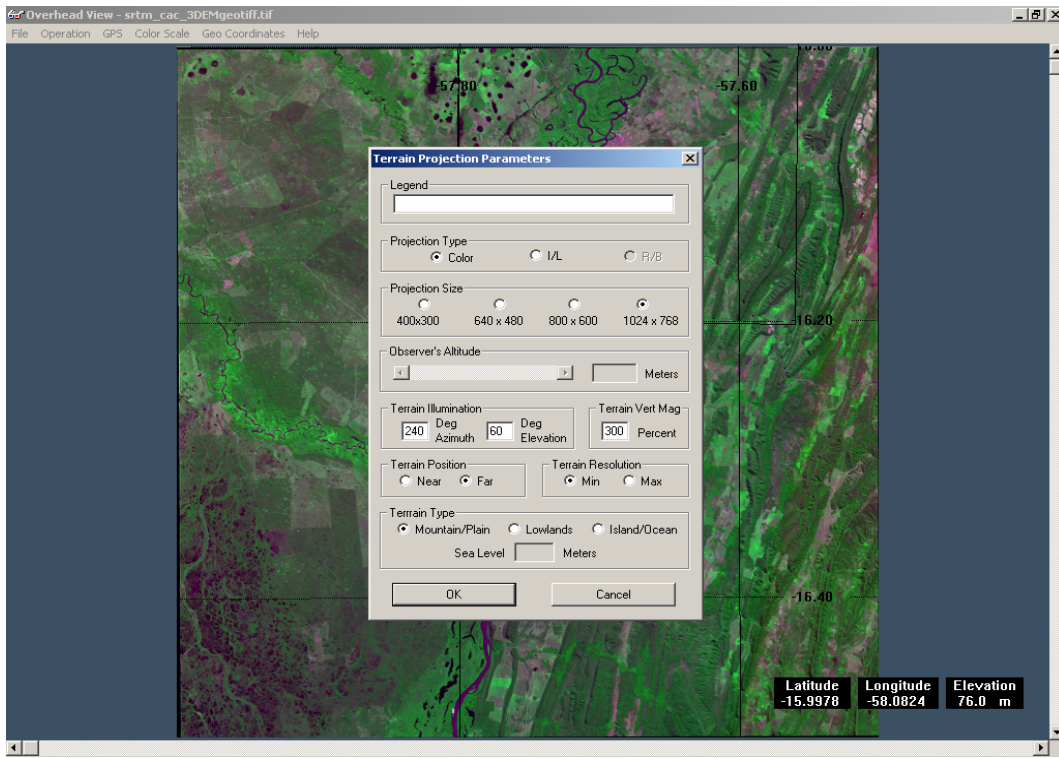 Overhead View - srtm_cac_3DEMgeotiff.tif
File Operation GPS Color Scale Geo Coordinates Help
-57.80 -57.60
Terrain Projection Parameters
Legend
Projection Type
Color I/L R/B
Projection Size
400x300 640 x 480 800 x 600 1024 x 768
-16.20
Observer's Altitude
Meters
Terrain Illumination Terrain Vert Mag
240 Deg Azimuth 60 Deg Elevation 300 Percent
Terrain Position Terrain Resolution
Near Far Min Max
Terrrain Type
Mountain/Plain Lowlands Island/Ocean
Sea Level Meters
OK Cancel
-16.40
Latitude Longitude Elevation
-15.9978 -58.0824 76.0 m